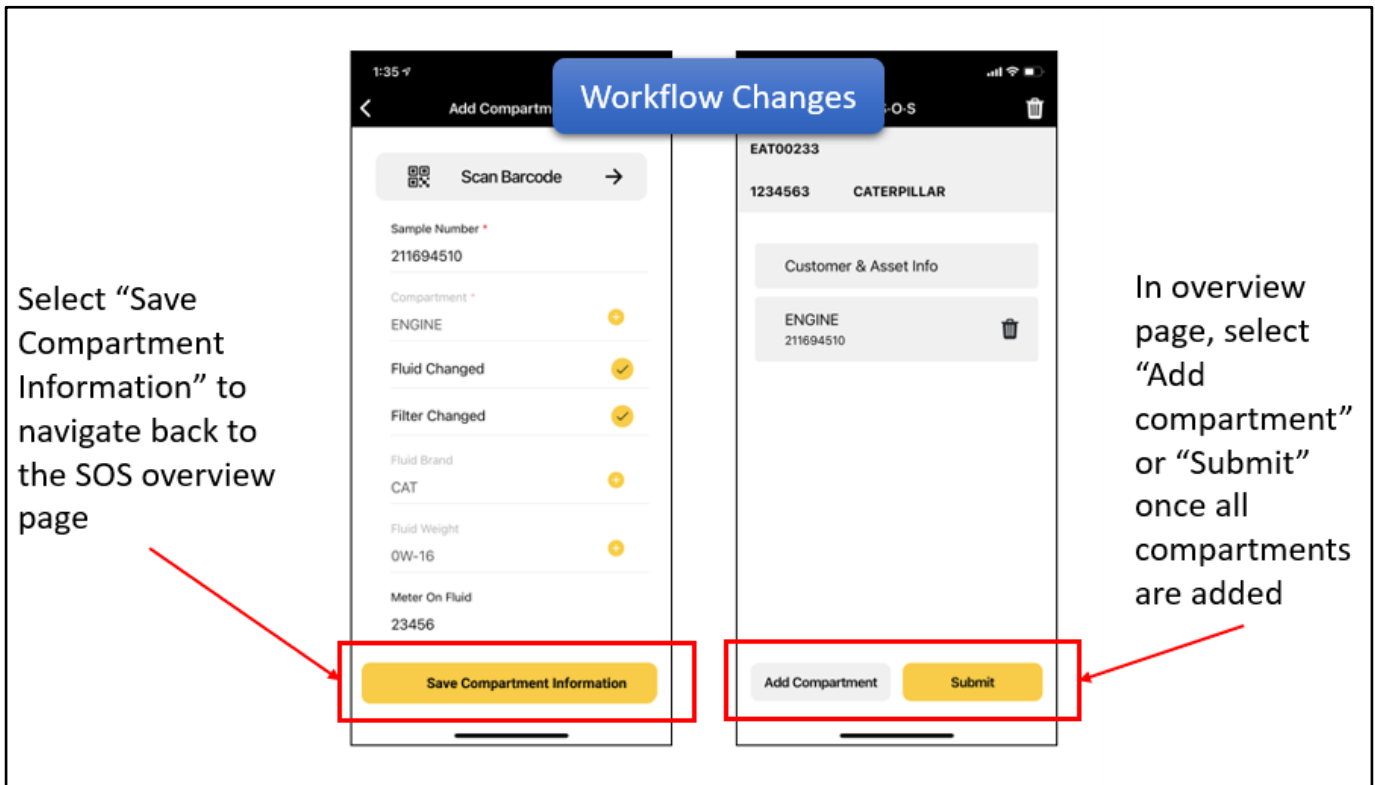 Workflow Changes
Select “Save
Compartment
Information” to
navigate back to
the SOS overview
page
1:35
Add Compartm
Scan Barcode
Sample Number *
211694510
Compartment *
ENGINE
Fluid Changed
Filter Changed
Fluid Brand
CAT
Fluid Weight
0W-16
Meter On Fluid
23456
Save Compartment Information
·O·S
EAT00233
1234563 CATERPILLAR
Customer & Asset Info
ENGINE
211694510
Add Compartment Submit
In overview
page, select
“Add
compartment”
or “Submit”
once all
compartments
are added